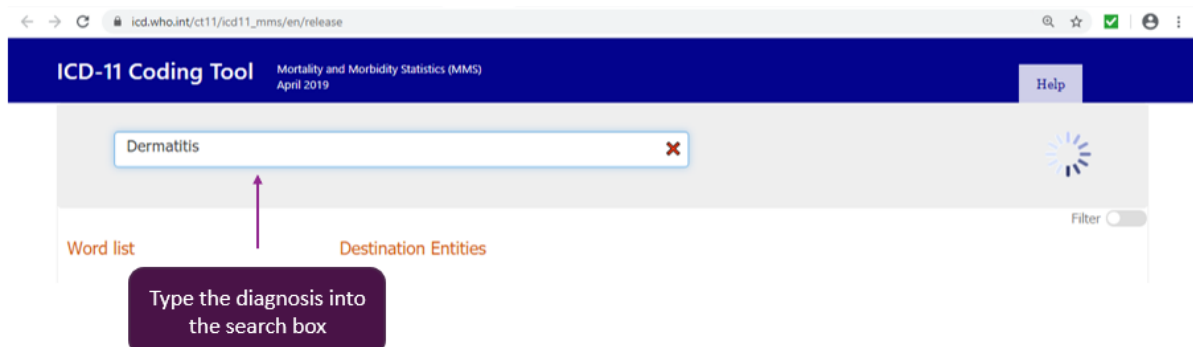 icd.who.int/ct11/icd11_mms/en/release
ICD-11 Coding Tool
Mortality and Morbidity Statistics (MMS)
April 2019
Help
Dermatitis
Filter
Word list
Destination Entities
Type the diagnosis into
the search box